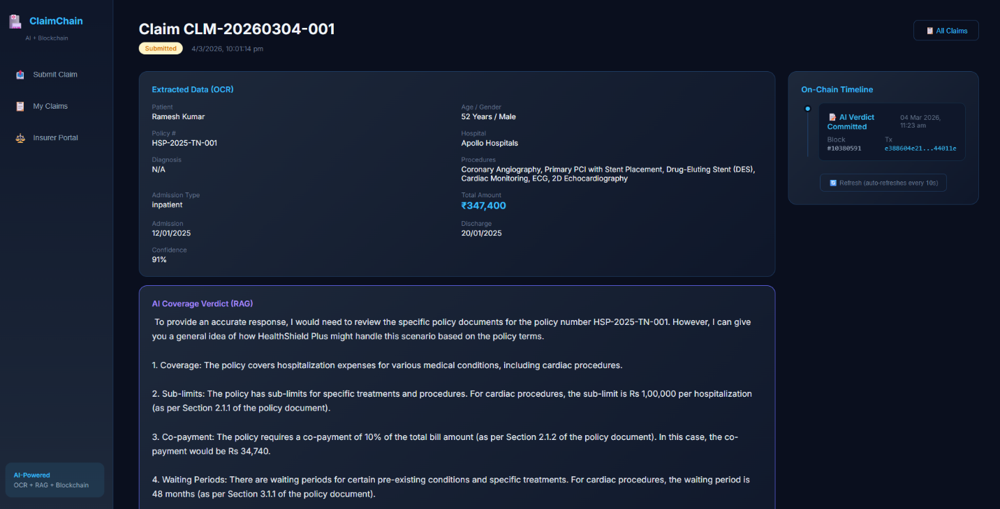 ClaimChain
AI + Blockchain
Submit Claim
My Claims
Insurer Portal
AI-Powered
OCR + RAG + Blockchain
Claim CLM-20260304-001
Submitted 4/3/2026, 10:01:14 pm
All Claims
Extracted Data (OCR)
Patient
Ramesh Kumar
Age / Gender
52 Years / Male
Policy #
HSP-2025-TN-001
Hospital
Apollo Hospitals
Diagnosis
N/A
Procedures
Coronary Angiography, Primary PCI with Stent Placement, Drug-Eluting Stent (DES),
Cardiac Monitoring, ECG, 2D Echocardiography
Admission Type
inpatient
Total Amount
₹347,400
Admission
12/01/2025
Discharge
20/01/2025
Confidence
91%
AI Coverage Verdict (RAG)
To provide an accurate response, I would need to review the specific policy documents for the policy number HSP-2025-TN-001. However, I can give
you a general idea of how HealthShield Plus might handle this scenario based on the policy terms.
1. Coverage: The policy covers hospitalization expenses for various medical conditions, including cardiac procedures.
2. Sub-limits: The policy has sub-limits for specific treatments and procedures. For cardiac procedures, the sub-limit is Rs 1,00,000 per hospitalization
(as per Section 2.1.1 of the policy document).
3. Co-payment: The policy requires a co-payment of 10% of the total bill amount (as per Section 2.1.2 of the policy document). In this case, the co-
payment would be Rs 34,740.
4. Waiting Periods: There are waiting periods for certain pre-existing conditions and specific treatments. For cardiac procedures, the waiting period is
48 months (as per Section 3.1.1 of the policy document).
On-Chain Timeline
AI Verdict
Committed
04 Mar 2026,
11:23 am
Block
#10380591
Tx
e388604e21...44011e
Refresh (auto-refreshes every 10s)